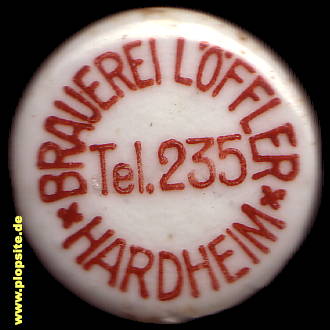 BRAUEREI LÖFFLER
Tel. 235
* HARDHEIM *
© www.plopsite.de